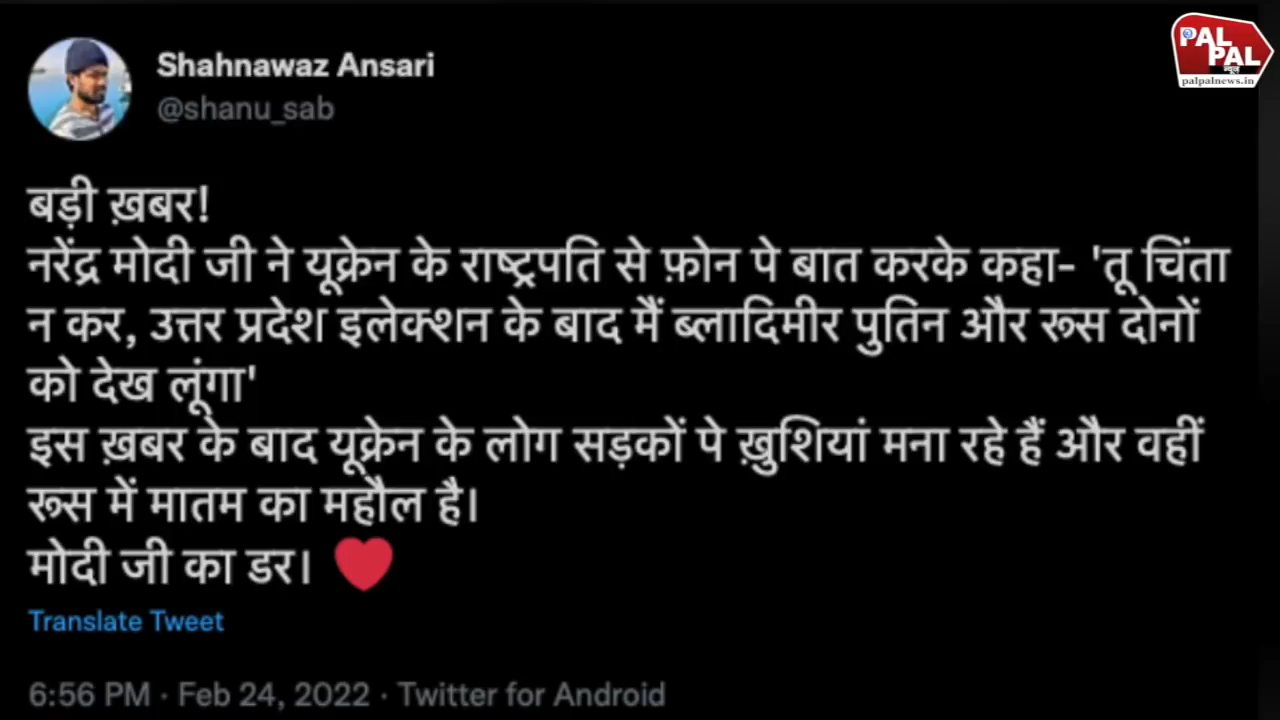 PAL
PAL
न्यूज़
palpalnews.in
Shahnawaz Ansari
@shanu_sab
बड़ी ख़बर!
नरेंद्र मोदी जी ने यूक्रेन के राष्ट्रपति से फ़ोन पे बात करके कहा- 'तू चिंता
न कर, उत्तर प्रदेश इलेक्शन के बाद मैं ब्लादिमीर पुतिन और रूस दोनों
को देख लूंगा'
इस ख़बर के बाद यूक्रेन के लोग सड़कों पे ख़ुशियां मना रहे हैं और वहीं
रूस में मातम का महौल है।
मोदी जी का डर। ❤️
Translate Tweet
6:56 PM · Feb 24, 2022 · Twitter for Android